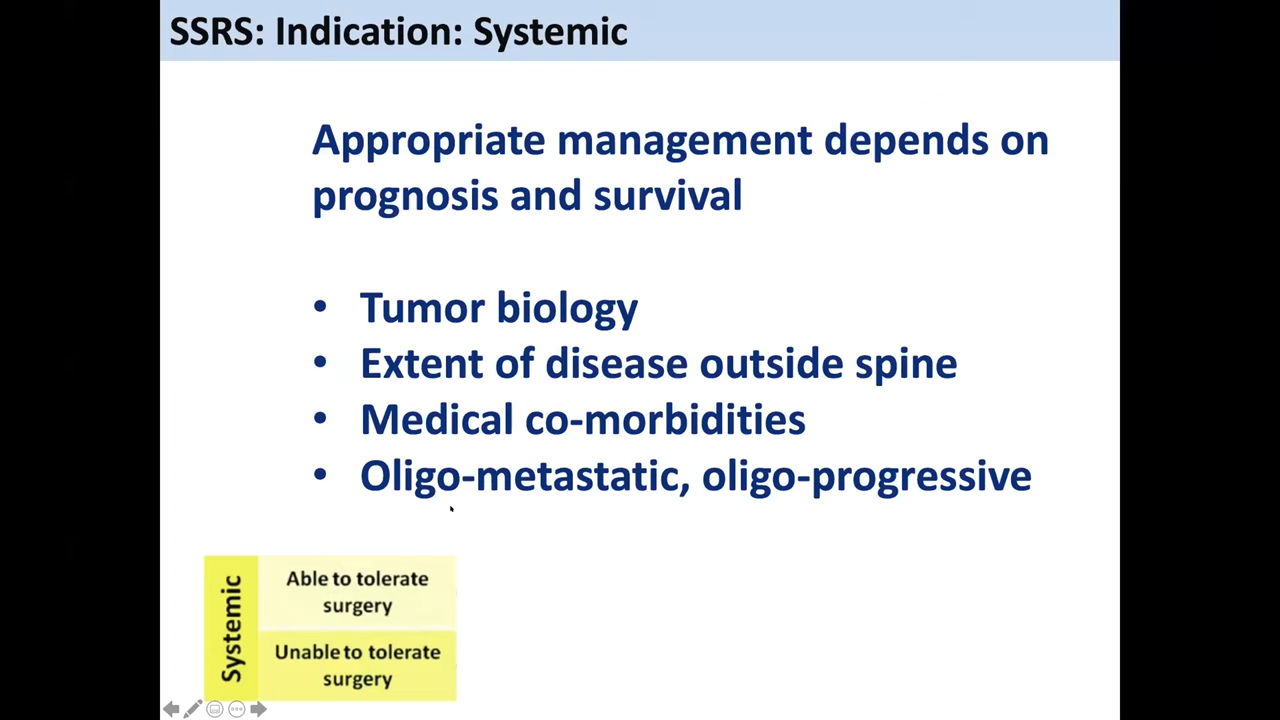 SSRS: Indication: Systemic
Appropriate management depends on
prognosis and survival
• Tumor biology
• Extent of disease outside spine
• Medical co-morbidities
• Oligo-metastatic, oligo-progressive
Systemic
Able to tolerate
surgery
Unable to tolerate
surgery